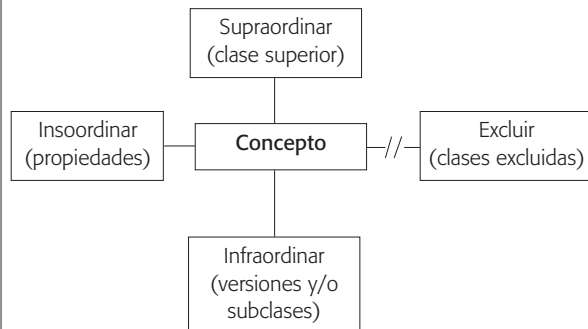 Supraordinar
(clase superior)
Insoordinar
(propiedades)
Concepto
Excluir
(clases excluidas)
Infraordinar
(versiones y/o
subclases)